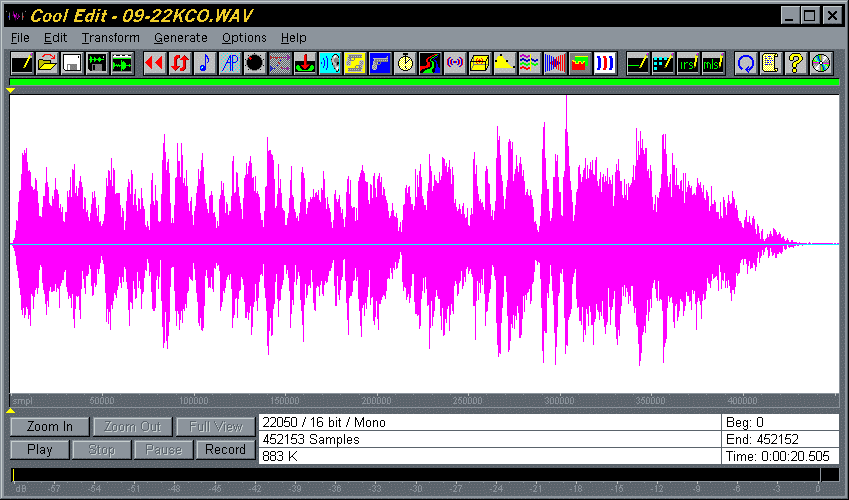 Cool Edit - 09-22KCO.WAV
File Edit Transform Generate Options Help
AP irs mls ?
smpl 50000 100000 150000 200000 250000 300000 350000 400000
Zoom In Zoom Out Full View 22050 / 16 bit / Mono Beg: 0
452153 Samples End: 452152
Play Stop Pause Record 883 K Time: 0:00:20.505
dB -57 -54 -51 -48 -45 -42 -39 -36 -33 -30 -27 -24 -21 -18 -15 -12 -9 -6 -3 0